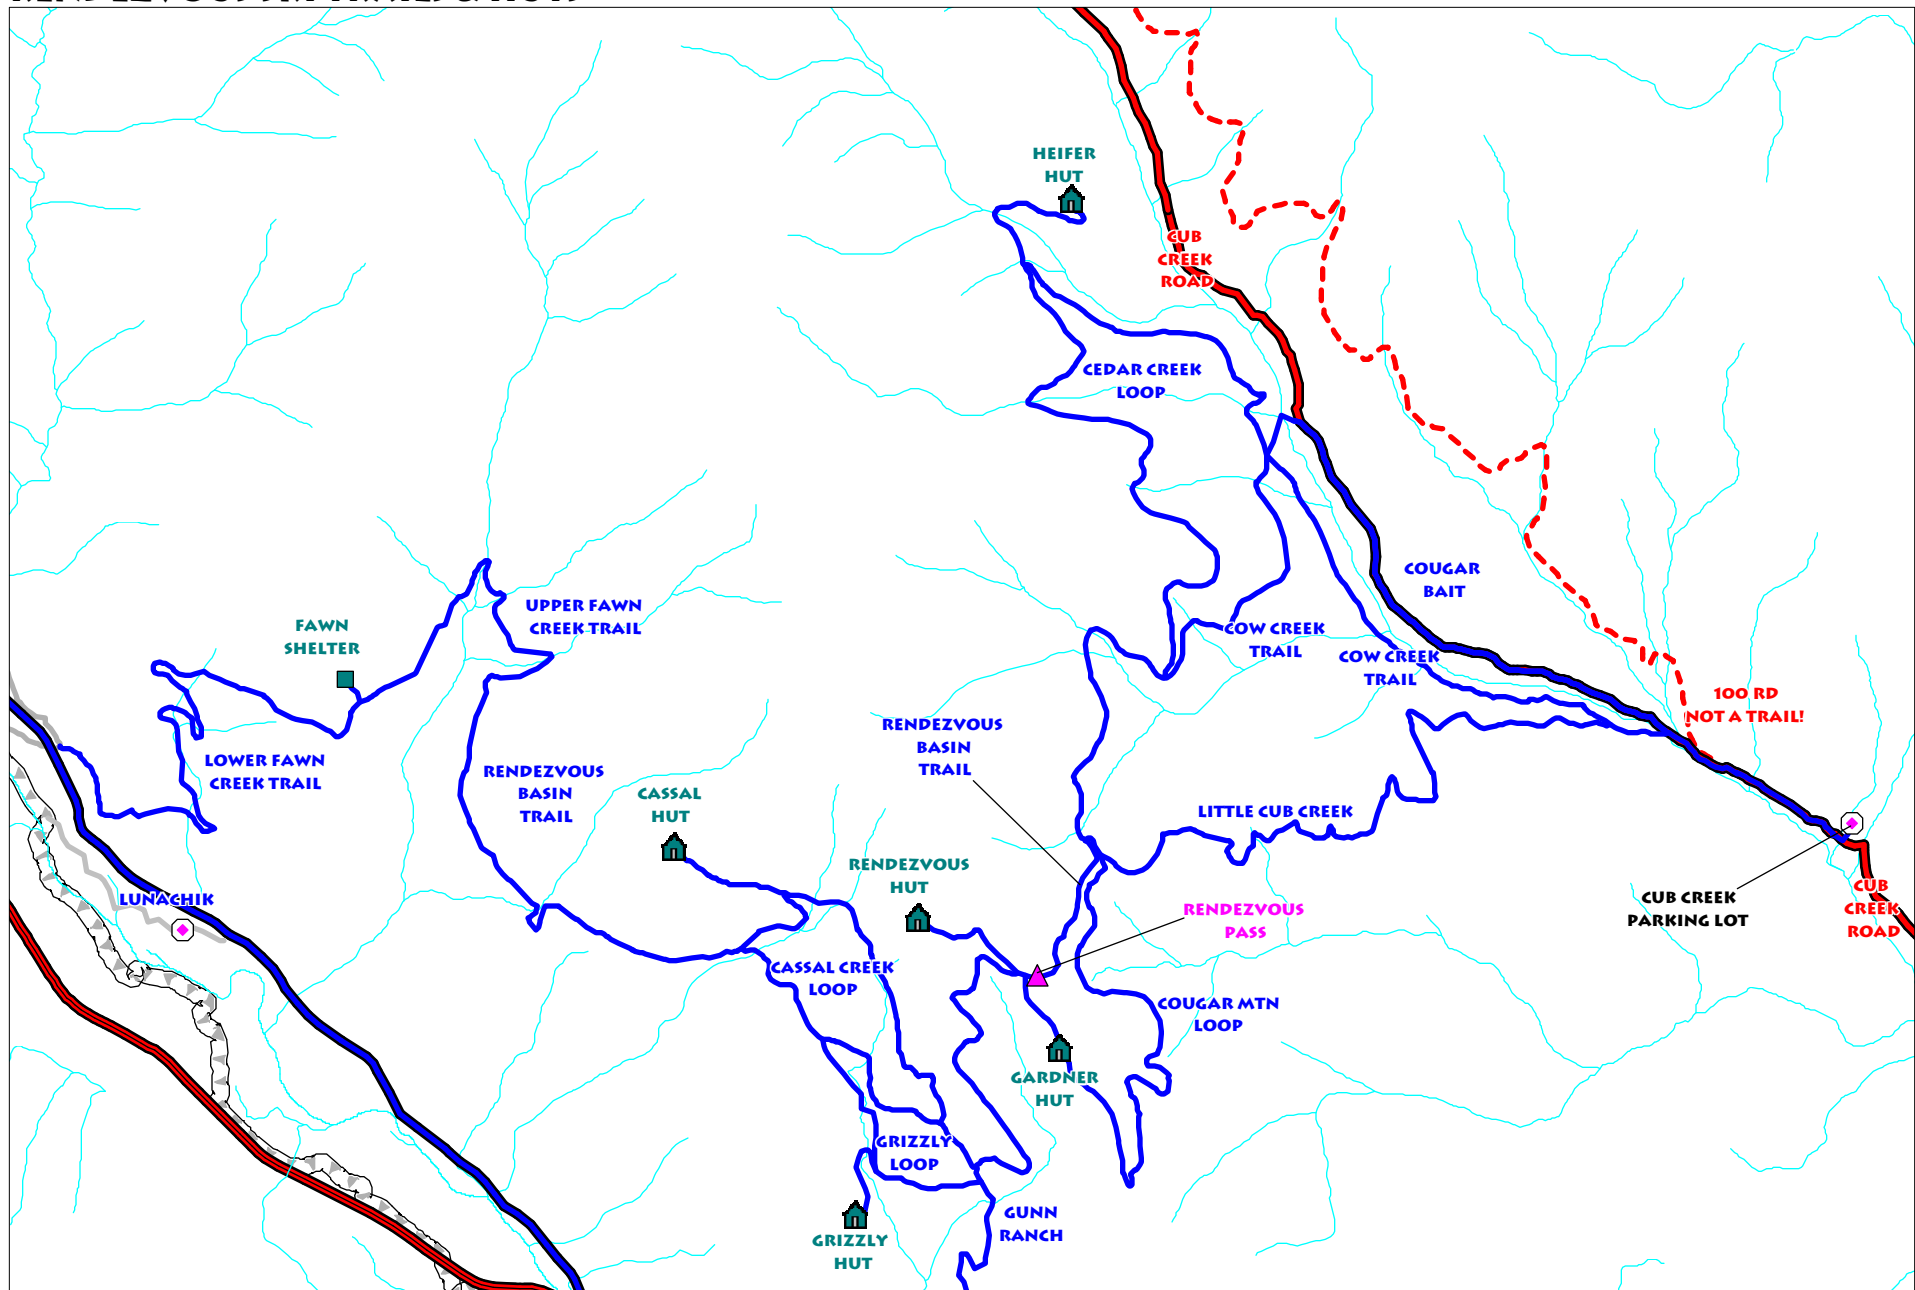 HEIFER
HUT
CUB
CREEK
ROAD
CEDAR CREEK
LOOP
COUGAR
BAIT
UPPER FAWN
CREEK TRAIL
FAWN
SHELTER
COW CREEK
TRAIL
COW CREEK
TRAIL
100 RD
NOT A TRAIL!
RENDEZVOUS
BASIN
TRAIL
LOWER FAWN
CREEK TRAIL
RENDEZVOUS
BASIN
TRAIL
CASSAL
HUT
LITTLE CUB CREEK
RENDEZVOUS
HUT
LUNACHIK
RENDEZVOUS
PASS
CUB CREEK
PARKING LOT
CUB
CREEK
ROAD
CASSAL CREEK
LOOP
COUGAR MTN
LOOP
GARDNER
HUT
GRIZZLY
LOOP
GUNN
RANCH
GRIZZLY
HUT